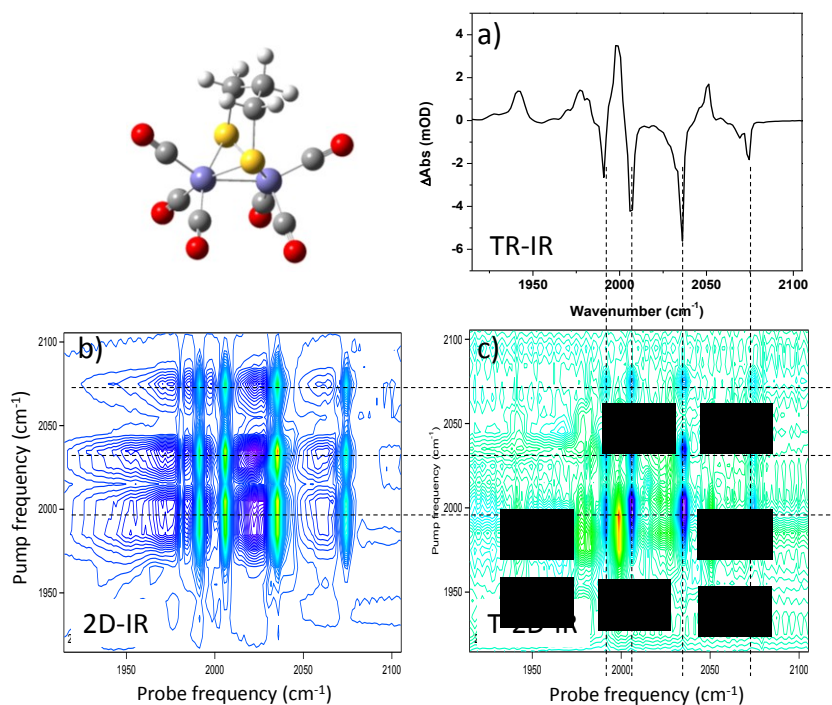 a)
4
2
0
-2
-4
-6
ΔAbs (mOD)
TR-IR
1950 2000 2050 2100
Wavenumber (cm-1)
b)
2100
2050
2000
1950
Pump frequency (cm-1)
2D-IR
1950 2000 2050 2100
Probe frequency (cm-1)
c)
2100
2050
2000
1950
Pump frequency (cm-1)
T-2D-IR
1950 2000 2050 2100
Probe frequency (cm-1)